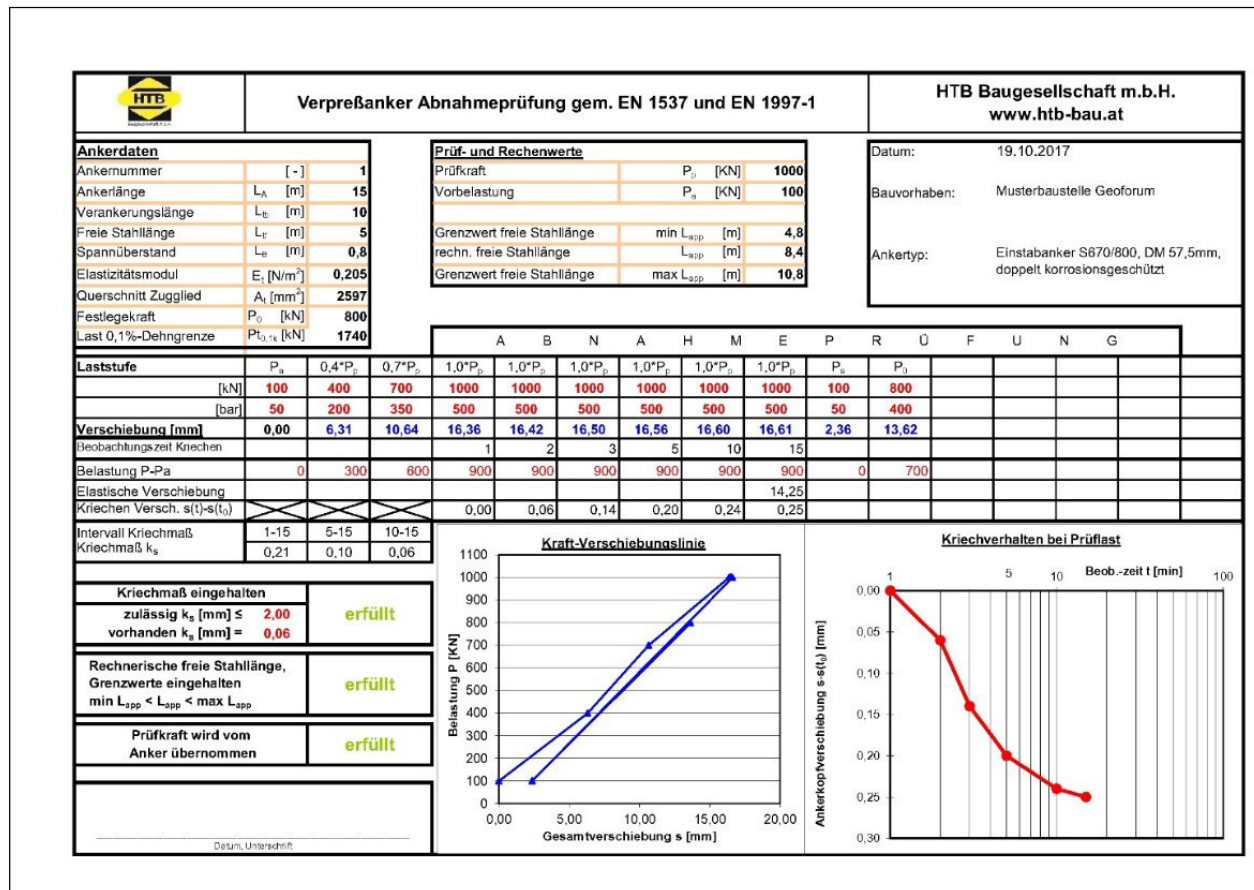 HTB
Verpreßanker Abnahmeprüfung gem. EN 1537 und EN 1997-1
HTB Baugesellschaft m.b.H.
www.htb-bau.at
Ankerdaten
Ankernummer [ - ] 1
Ankerlänge L_A [m] 15
Verankerungslänge L_tb [m] 10
Freie Stahllänge L_tf [m] 5
Spannüberstand L_e [m] 0,8
Elastizitätsmodul E_t [N/m²] 0,205
Querschnitt Zugglied A_t [mm²] 2597
Festlegekraft P_0 [kN] 800
Last 0,1%-Dehngrenze Pt_0,1k [kN] 1740
Prüf- und Rechenwerte
Prüfkraft P_p [KN] 1000
Vorbelastung P_a [KN] 100
Grenzwert freie Stahllänge min L_app [m] 4,8
rechn. freie Stahllänge L_app [m] 8,4
Grenzwert freie Stahllänge max L_app [m] 10,8
Datum: 19.10.2017
Bauvorhaben: Musterbaustelle Geoforum
Ankertyp: Einstabanker S670/800, DM 57,5mm,
doppelt korrosionsgeschützt
A B N A H M E P R Ü F U N G
Laststufe P_a 0,4*P_p 0,7*P_p 1,0*P_p 1,0*P_p 1,0*P_p 1,0*P_p 1,0*P_p 1,0*P_p P_a P_0
[kN] 100 400 700 1000 1000 1000 1000 1000 1000 100 800
[bar] 50 200 350 500 500 500 500 500 500 50 400
Verschiebung [mm] 0,00 6,31 10,64 16,36 16,42 16,50 16,56 16,60 16,61 2,36 13,62
Beobachtungszeit Kriechen 1 2 3 5 10 15
Belastung P-Pa 0 300 600 900 900 900 900 900 900 0 700
Elastische Verschiebung 14,25
Kriechen Versch. s(t)-s(t_0) 0,00 0,06 0,14 0,20 0,24 0,25
Intervall Kriechmaß 1-15 5-15 10-15
Kriechmaß k_s 0,21 0,10 0,06
Kriechmaß eingehalten
zulässig k_s [mm] ≤ 2,00
vorhanden k_s [mm] = 0,06
erfüllt
Rechnerische freie Stahllänge,
Grenzwerte eingehalten
min L_app < L_app < max L_app
erfüllt
Prüfkraft wird vom
Anker übernommen
erfüllt
Datum, Unterschrift
Kraft-Verschiebungslinie
Belastung P [KN]
1100
1000
900
800
700
600
500
400
300
200
100
0
0,00 5,00 10,00 15,00 20,00
Gesamtverschiebung s [mm]
Kriechverhalten bei Prüflast
Beob.-zeit t [min]
1 5 10 100
Ankerkopfverschiebung s-s(t_0) [mm]
0,00
0,05
0,10
0,15
0,20
0,25
0,30